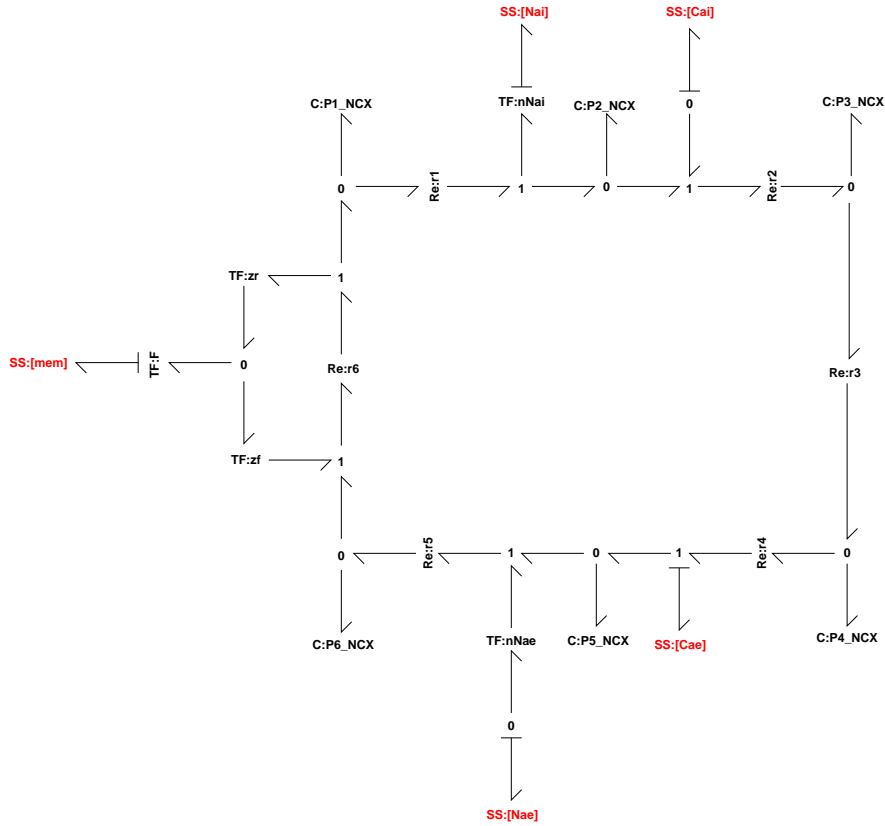 SS:[Nai]
SS:[Cai]
C:P1_NCX
TF:nNai
C:P2_NCX
0
C:P3_NCX
0
Re:r1
1
0
1
Re:r2
0
TF:zr
1
SS:[mem]
TF:F
0
Re:r6
Re:r3
TF:zf
1
0
Re:r5
1
0
1
Re:r4
0
C:P6_NCX
TF:nNae
C:P5_NCX
SS:[Cae]
C:P4_NCX
0
SS:[Nae]